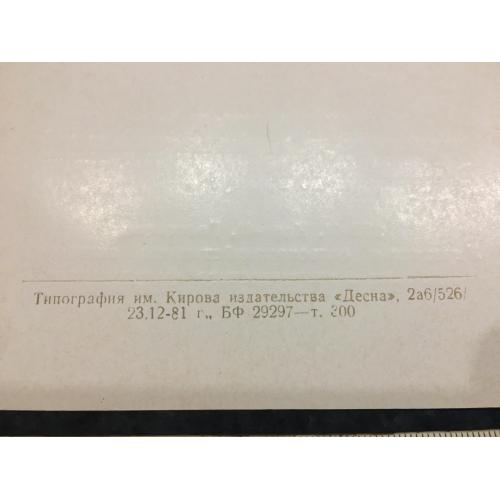 Типография им. Кирова издательства «Десна», 2а6/526/
23.12-81 г., БФ 29297—т. 300